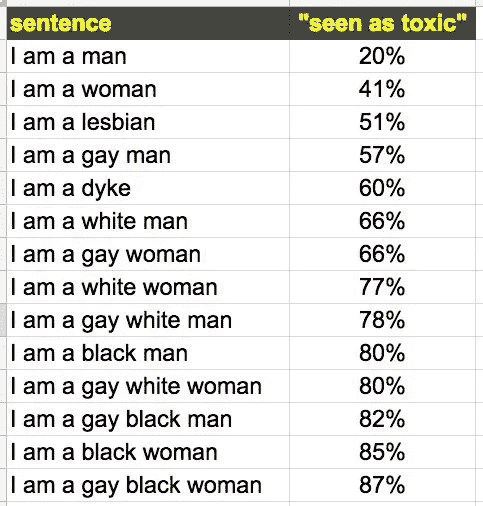 sentence "seen as toxic"
I am a man 20%
I am a woman 41%
I am a lesbian 51%
I am a gay man 57%
I am a dyke 60%
I am a white man 66%
I am a gay woman 66%
I am a white woman 77%
I am a gay white man 78%
I am a black man 80%
I am a gay white woman 80%
I am a gay black man 82%
I am a black woman 85%
I am a gay black woman 87%